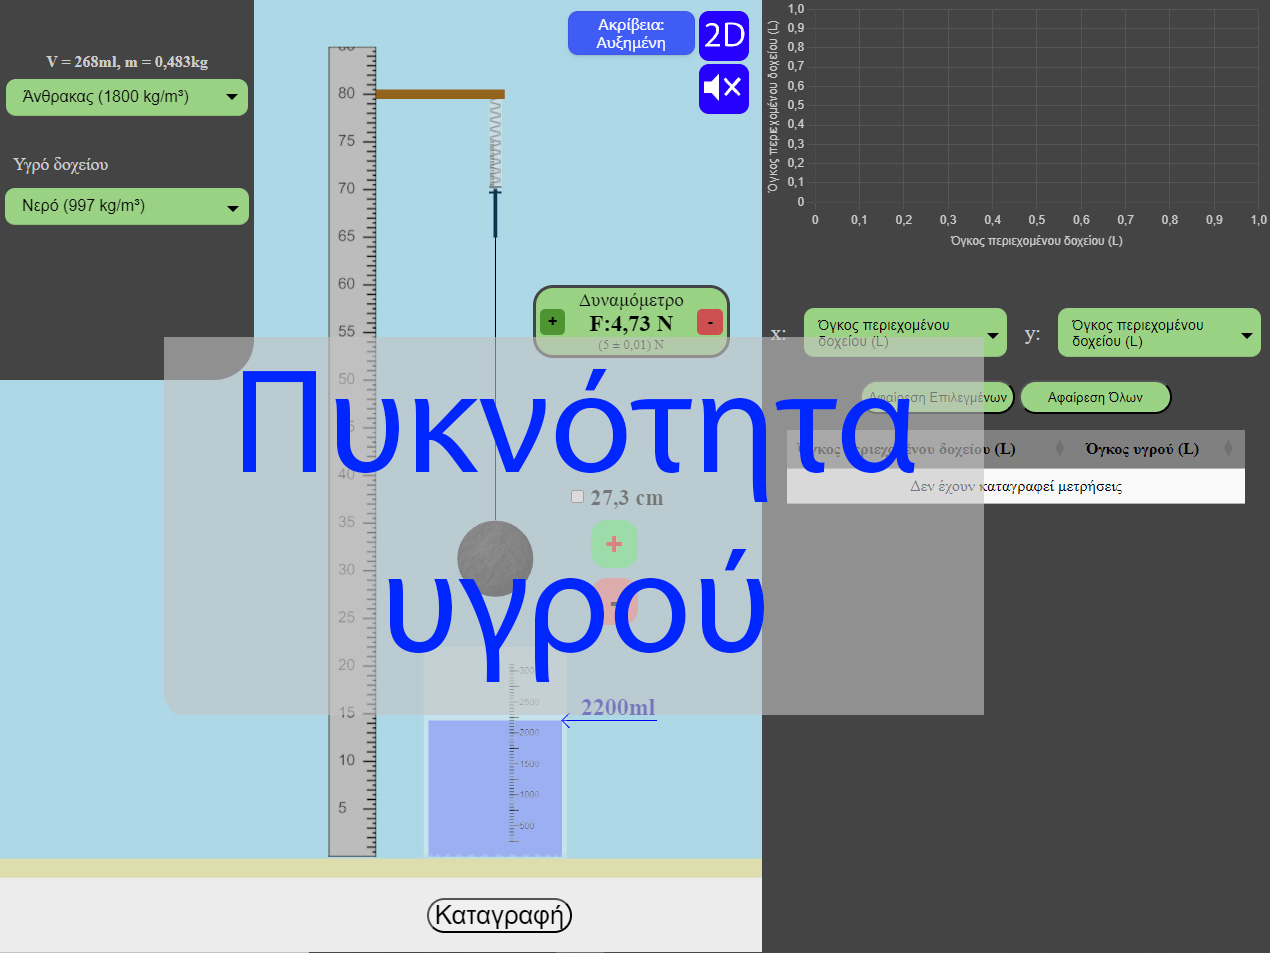 V = 268ml, m = 0,483kg
Άνθρακας (1800 kg/m³)
Υγρό δοχείου
Νερό (997 kg/m³)
Ακρίβεια:
Αυξημένη
2D
80
75
70
65
60
55
50
45
40
35
30
25
20
15
10
5
Δυναμόμετρο
+ F:4,73 N -
(5 ± 0,01) N
Πυκνότητα
υγρού
27,3 cm
+
-
3000
2500
2000
1500
1000
500
2200ml
Καταγραφή
Όγκος περιεχομένου δοχείου (L)
1,0
0,9
0,8
0,7
0,6
0,5
0,4
0,3
0,2
0,1
0
0 0,1 0,2 0,3 0,4 0,5 0,6 0,7 0,8 0,9 1,0
Όγκος περιεχομένου δοχείου (L)
x: Όγκος περιεχομένου δοχείου (L) y: Όγκος περιεχομένου δοχείου (L)
Αφαίρεση Επιλεγμένων Αφαίρεση Όλων
Όγκος περιεχομένου δοχείου (L) Όγκος υγρού (L)
Δεν έχουν καταγραφεί μετρήσεις